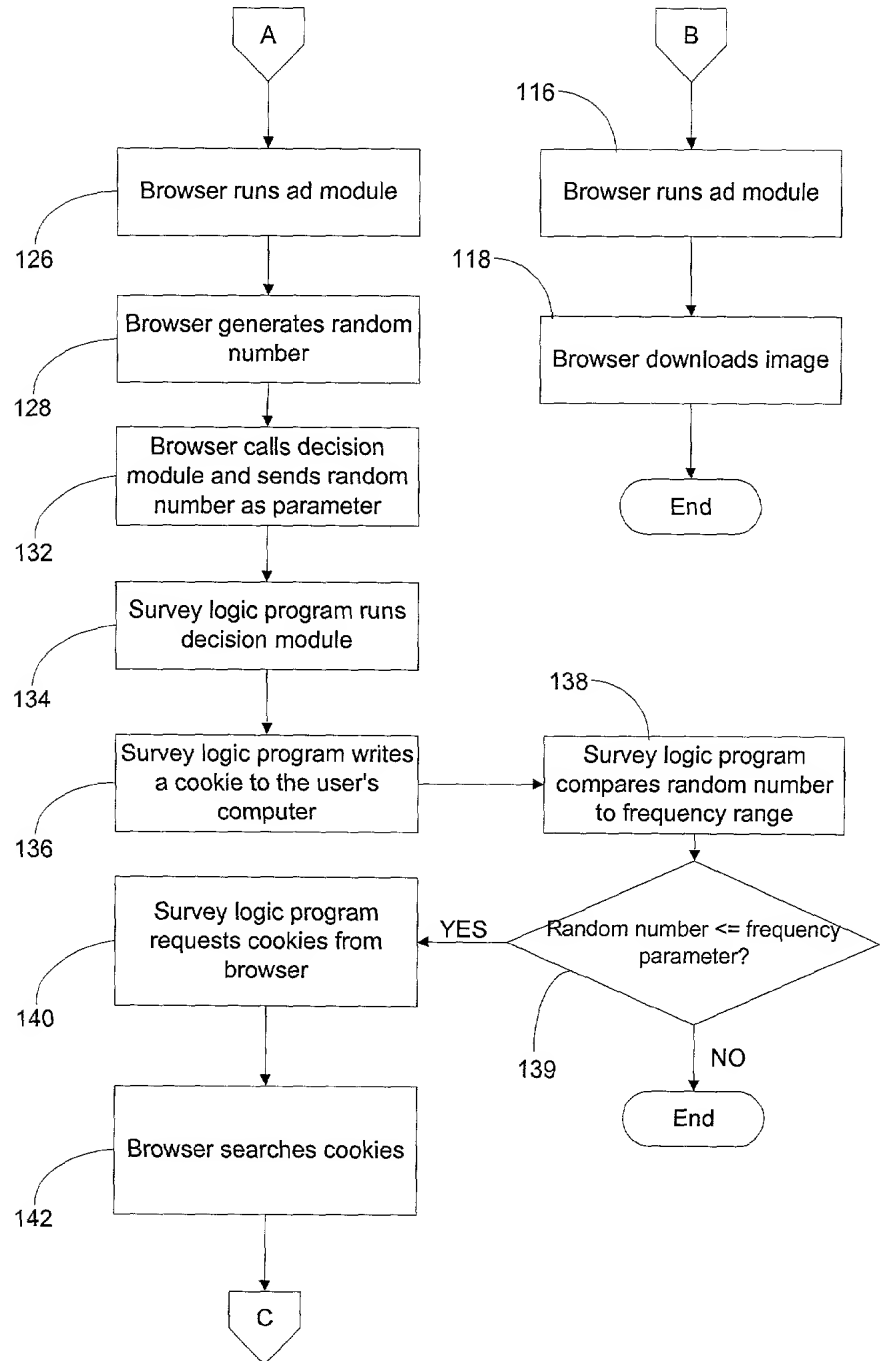 A
Browser runs ad module
126
Browser generates random
number
128
Browser calls decision
module and sends random
number as parameter
132
Survey logic program runs
decision module
134
Survey logic program writes
a cookie to the user's
computer
136
138
Survey logic program
compares random number
to frequency range
Random number <= frequency
parameter?
139
YES
NO
End
Survey logic program
requests cookies from
browser
140
Browser searches cookies
142
C
B
116
Browser runs ad module
118
Browser downloads image
End